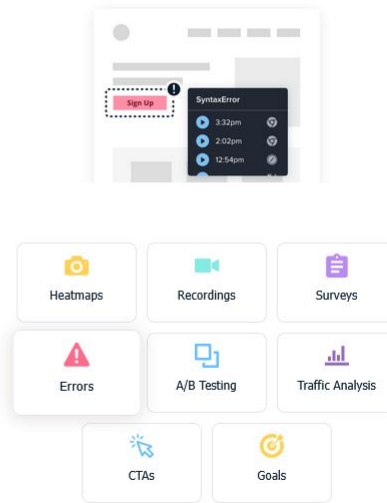 Sign Up
!
SyntaxError
3:32pm
2:02pm
12:54pm
Heatmaps
Recordings
Surveys
Errors
A/B Testing
Traffic Analysis
CTAs
Goals